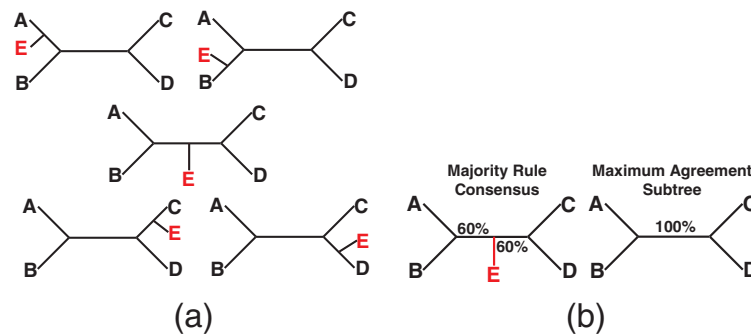 A C A C
E E
B D B D
A C
B D
E
A C A C
E E
B D B D
(a)
Majority Rule Maximum Agreement
Consensus Subtree
A C A C
60% 100%
60%
B E D B D
(b)